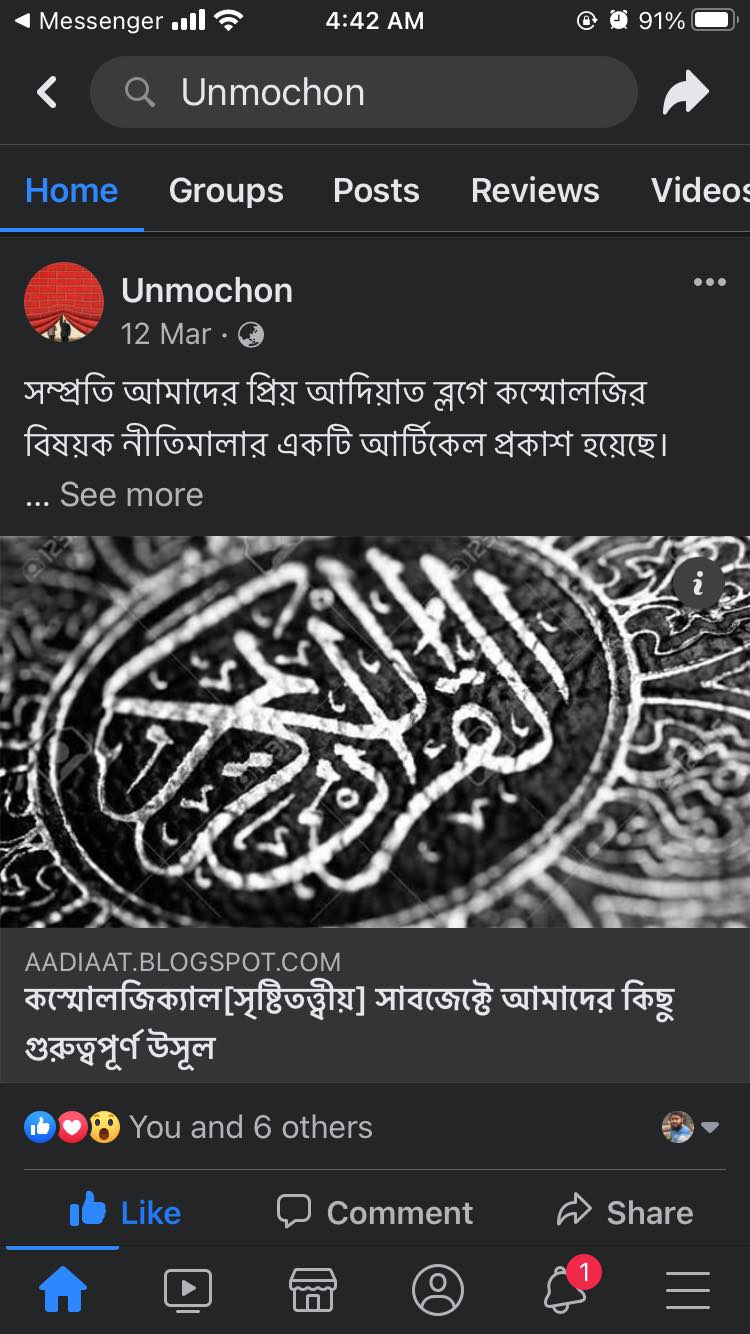 Messenger 4:42 AM 91%
Unmochon
Home Groups Posts Reviews Videos
Unmochon
12 Mar ·
সম্প্রতি আমাদের প্রিয় আদিয়াত ব্লগে কস্মোলজির
বিষয়ক নীতিমালার একটি আর্টিকেল প্রকাশ হয়েছে।
... See more
القرآن الكريم
AADIAAT.BLOGSPOT.COM
কস্মোলজিক্যাল[সৃষ্টিতত্ত্বীয়] সাবজেক্টে আমাদের কিছু
গুরুত্বপূর্ণ উসূল
You and 6 others
Like Comment Share
1